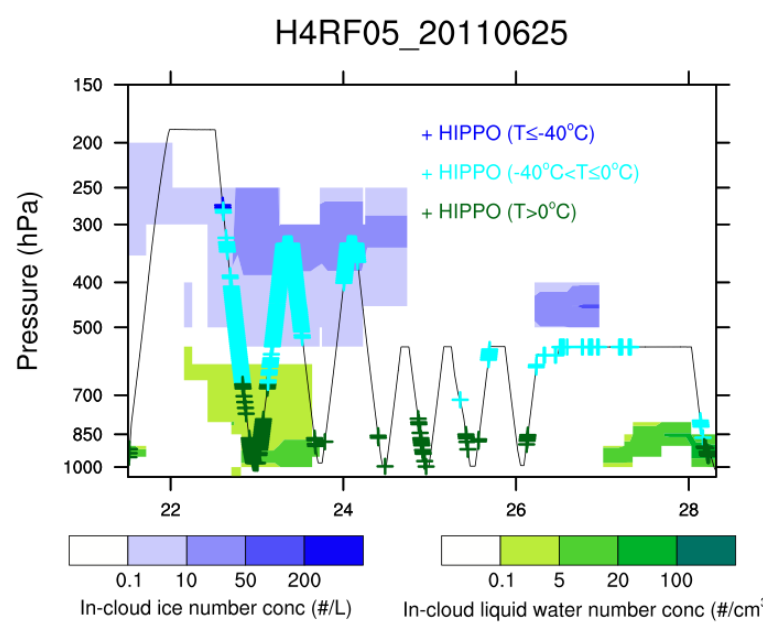 H4RF05_20110625
Pressure (hPa)
150
200
250
300
400
500
700
850
1000
+ HIPPO (T≤-40°C)
+ HIPPO (-40°C<T≤0°C)
+ HIPPO (T>0°C)
22 24 26 28
0.1 10 50 200
In-cloud ice number conc (#/L)
0.1 5 20 100
In-cloud liquid water number conc (#/cm³